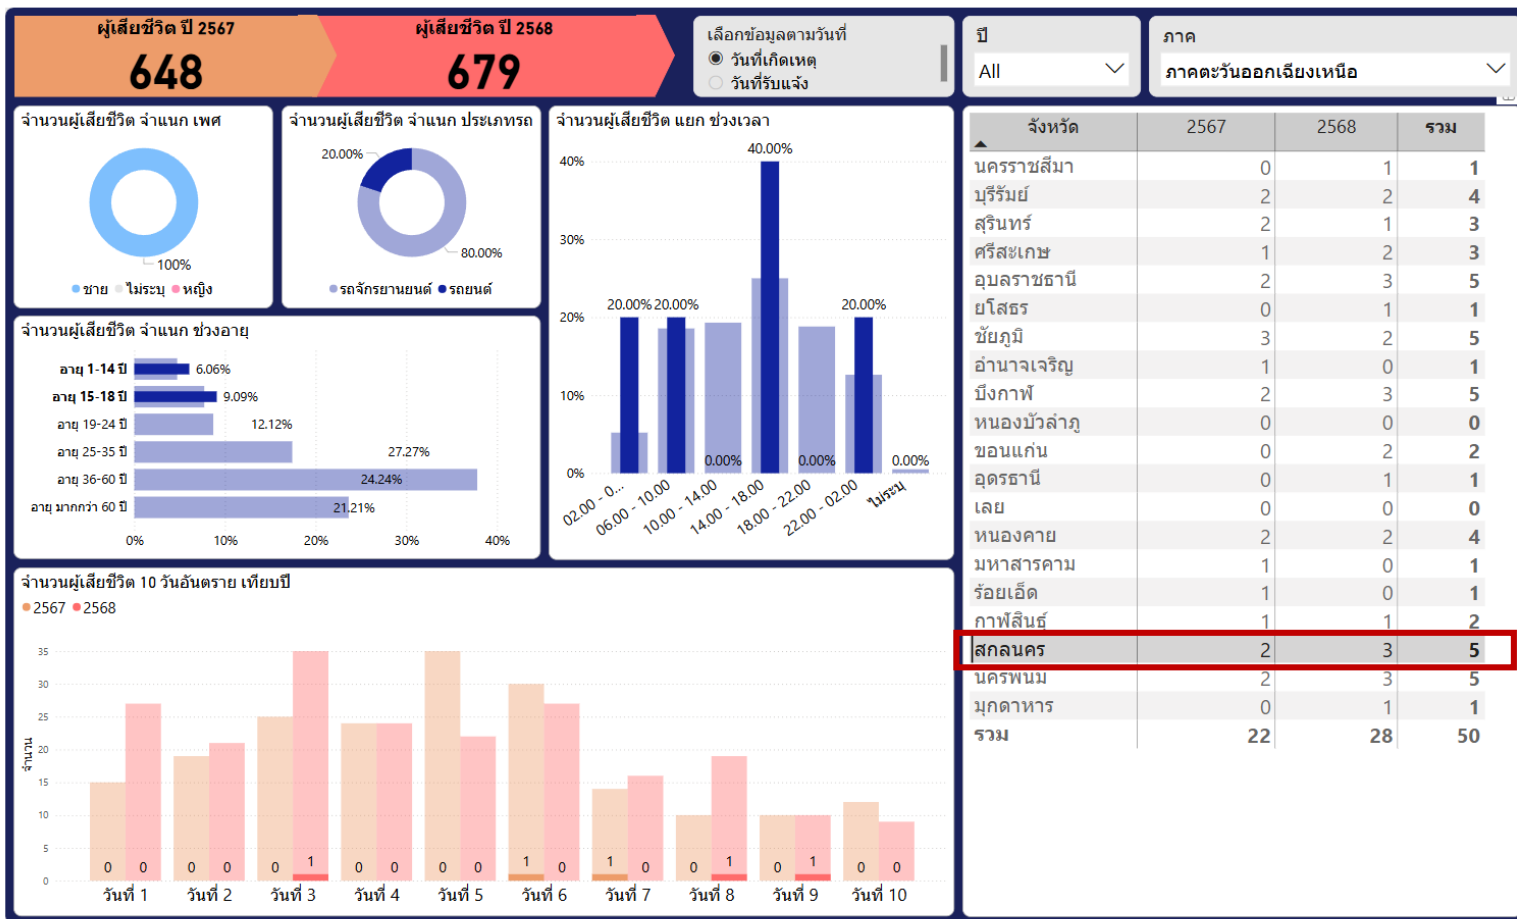 ผู้เสียชีวิต ปี 2567
648
ผู้เสียชีวิต ปี 2568
679
เลือกข้อมูลตามวันที่
วันที่เกิดเหตุ
วันที่รับแจ้ง
ปี
All
ภาค
ภาคตะวันออกเฉียงเหนือ
จำนวนผู้เสียชีวิต จำแนก เพศ
100%
ชาย ไม่ระบุ หญิง
จำนวนผู้เสียชีวิต จำแนก ประเภทรถ
20.00%
80.00%
รถจักรยานยนต์ รถยนต์
จำนวนผู้เสียชีวิต แยก ช่วงเวลา
40%
30%
20%
10%
0%
20.00% 20.00% 0.00% 40.00% 0.00% 20.00% 0.00%
02.00 - 0... 06.00 - 10.00 10.00 - 14.00 14.00 - 18.00 18.00 - 22.00 22.00 - 02.00 ไม่ระบุ
จำนวนผู้เสียชีวิต จำแนก ช่วงอายุ
อายุ 1-14 ปี 6.06%
อายุ 15-18 ปี 9.09%
อายุ 19-24 ปี 12.12%
อายุ 25-35 ปี 27.27%
อายุ 36-60 ปี 24.24%
อายุ มากกว่า 60 ปี 21.21%
0% 10% 20% 30% 40%
จำนวนผู้เสียชีวิต 10 วันอันตราย เทียบปี
2567 2568
จำนวน
35
30
25
20
15
10
5
0
0 0 0 0 0 1 0 0 0 0 1 0 1 0 0 1 0 1 0 0
วันที่ 1 วันที่ 2 วันที่ 3 วันที่ 4 วันที่ 5 วันที่ 6 วันที่ 7 วันที่ 8 วันที่ 9 วันที่ 10
จังหวัด 2567 2568 รวม
นครราชสีมา 0 1 1
บุรีรัมย์ 2 2 4
สุรินทร์ 2 1 3
ศรีสะเกษ 1 2 3
อุบลราชธานี 2 3 5
ยโสธร 0 1 1
ชัยภูมิ 3 2 5
อำนาจเจริญ 1 0 1
บึงกาฬ 2 3 5
หนองบัวลำภู 0 0 0
ขอนแก่น 0 2 2
อุดรธานี 0 1 1
เลย 0 0 0
หนองคาย 2 2 4
มหาสารคาม 1 0 1
ร้อยเอ็ด 1 0 1
กาฬสินธุ์ 1 1 2
สกลนคร 2 3 5
นครพนม 2 3 5
มุกดาหาร 0 1 1
รวม 22 28 50